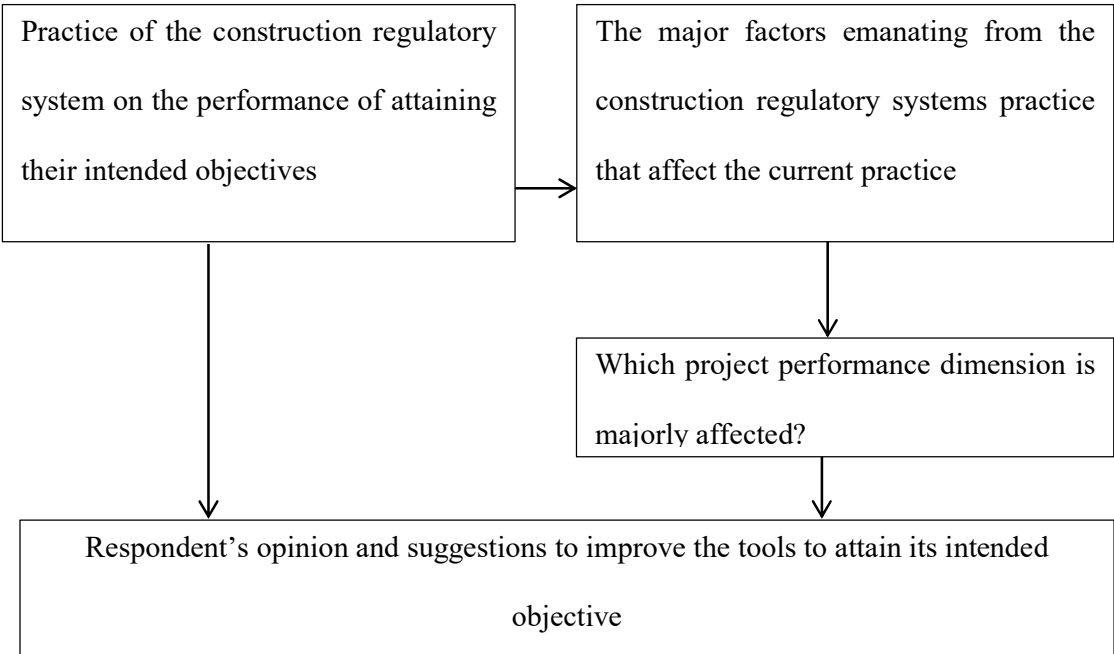 Practice of the construction regulatory
system on the performance of attaining
their intended objectives
The major factors emanating from the
construction regulatory systems practice
that affect the current practice
Which project performance dimension is
majorly affected?
Respondent’s opinion and suggestions to improve the tools to attain its intended
objective